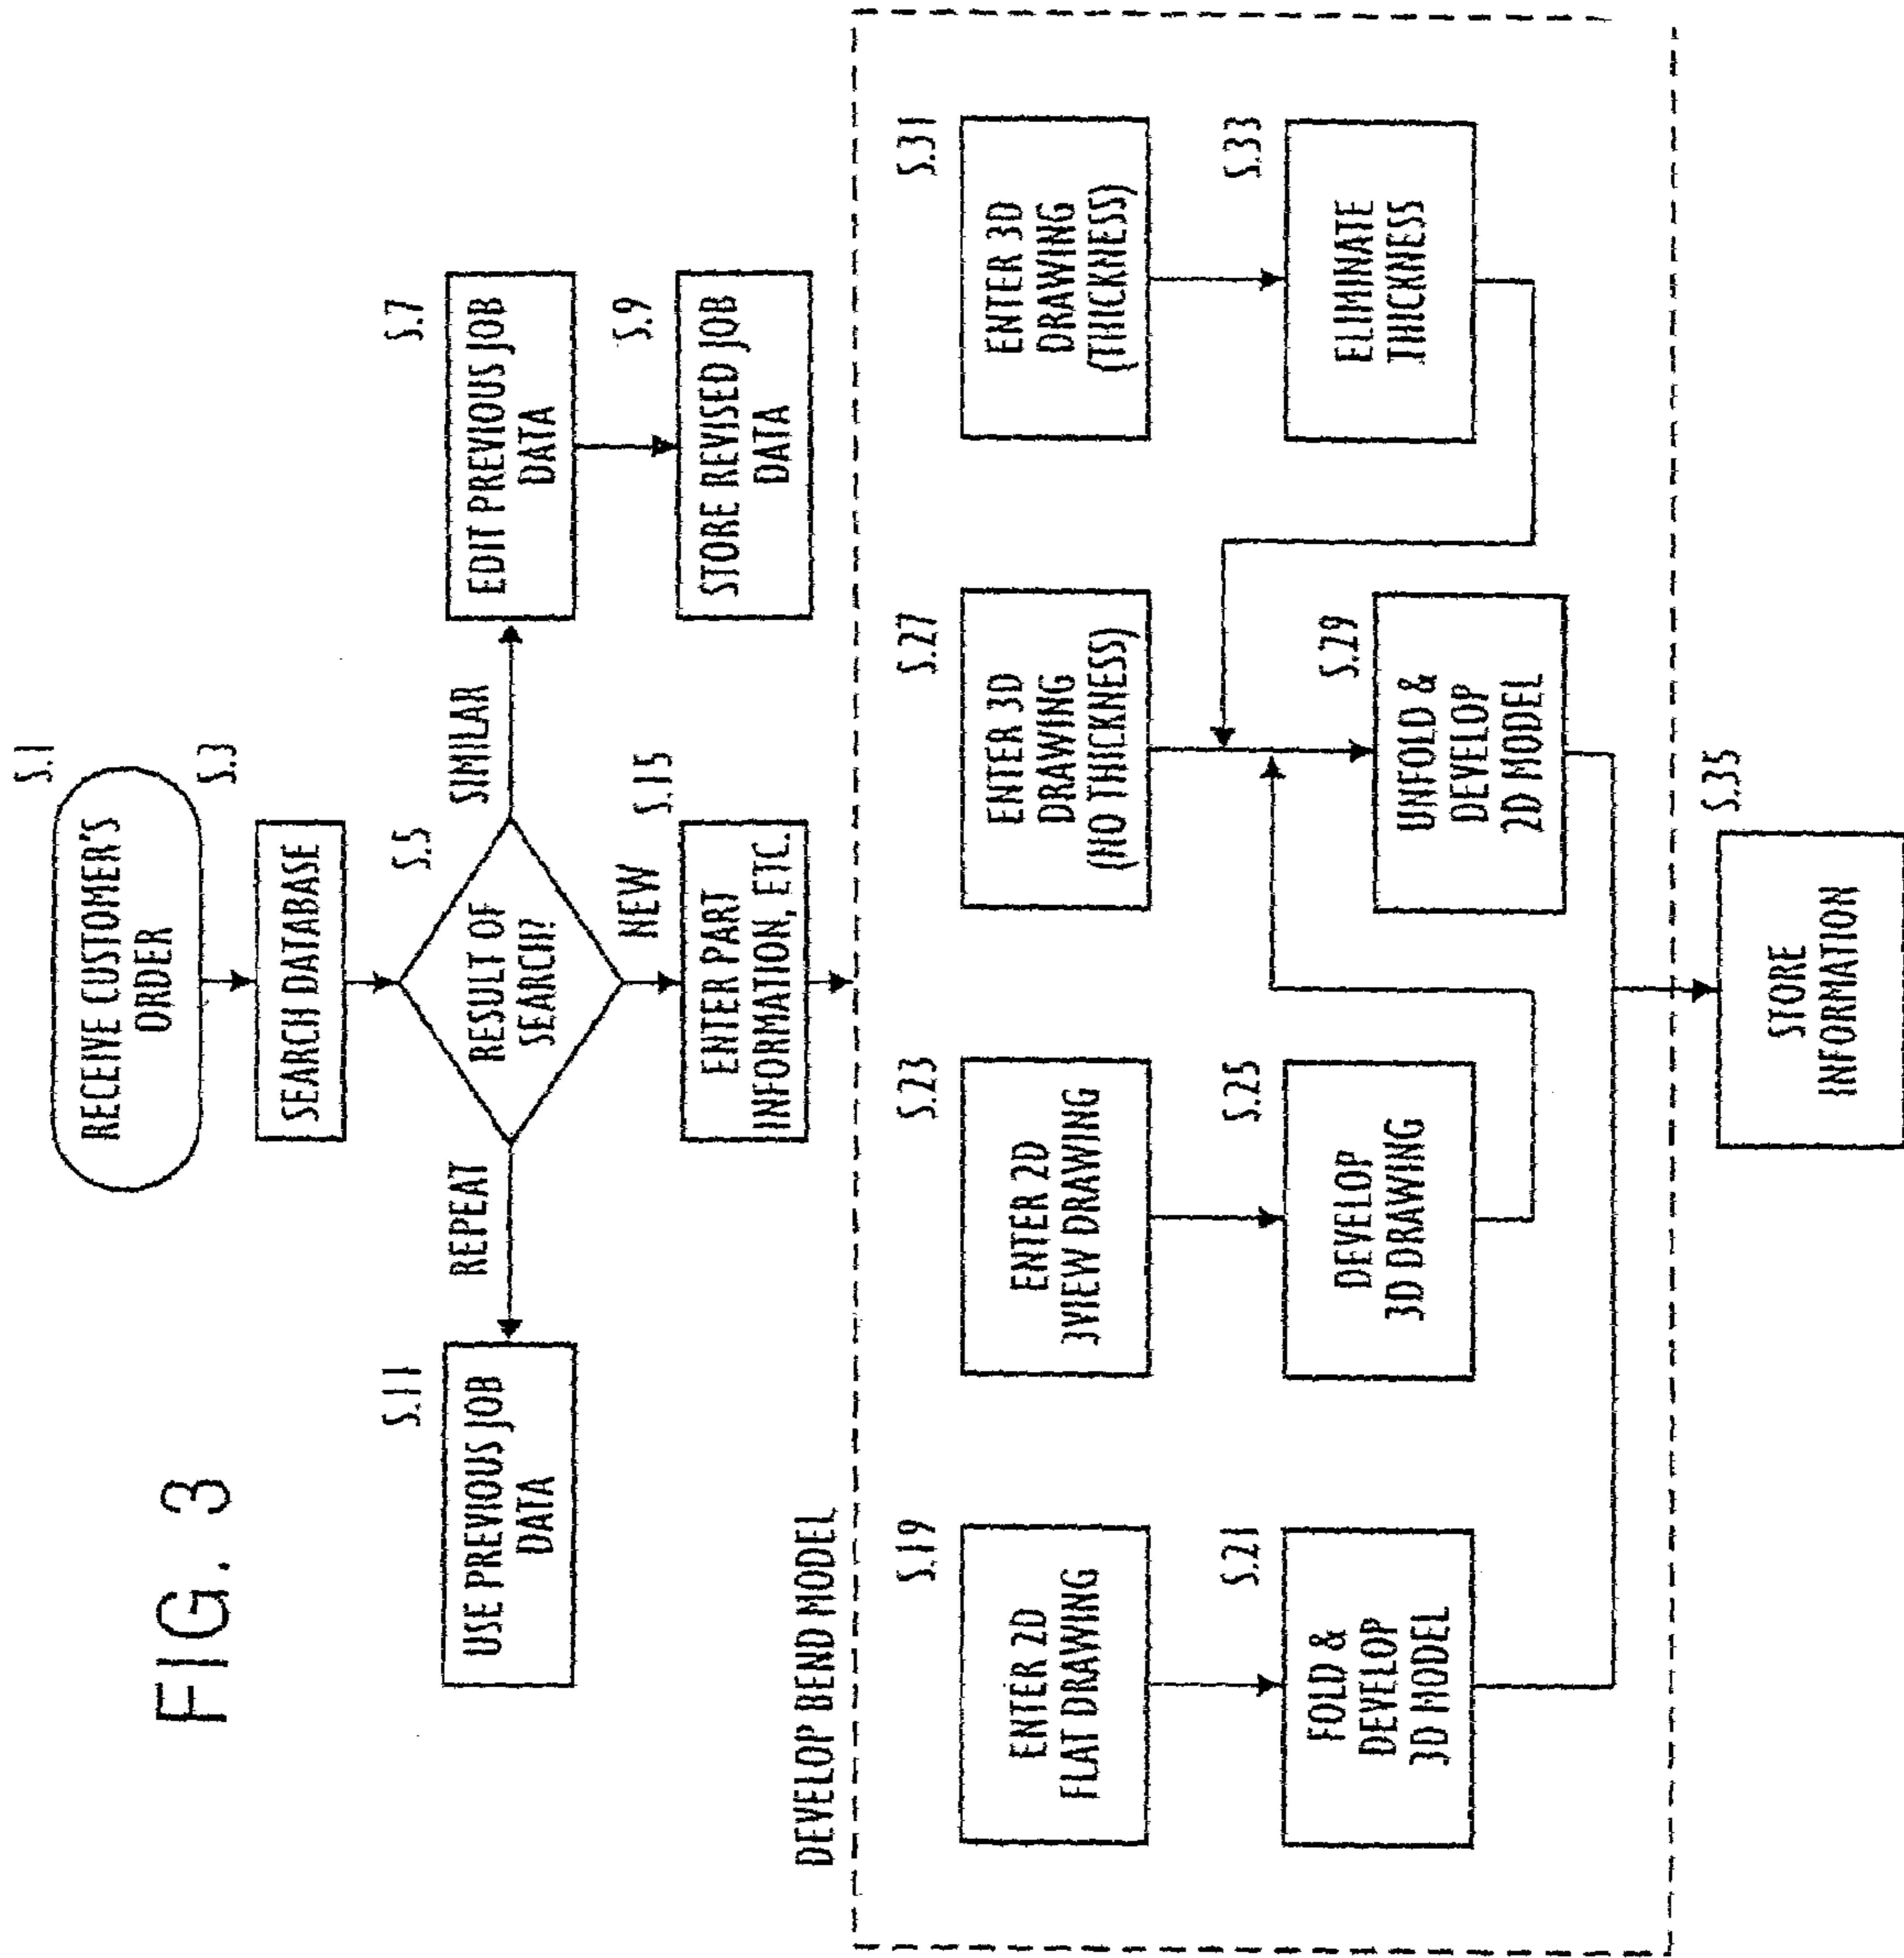 FIG. 3
S.1
RECEIVE CUSTOMER'S
ORDER
S.3
SEARCH DATABASE
S.5
RESULT OF
SEARCH?
REPEAT
SIMILAR
NEW
S.11
USE PREVIOUS JOB
DATA
S.7
EDIT PREVIOUS JOB
DATA
S.9
STORE REVISED JOB
DATA
S.15
ENTER PART
INFORMATION, ETC.
DEVELOP BEND MODEL
S.19
ENTER 2D
FLAT DRAWING
S.21
FOLD &
DEVELOP
3D MODEL
S.23
ENTER 2D
3VIEW DRAWING
S.25
DEVELOP
3D DRAWING
S.27
ENTER 3D
DRAWING
(NO THICKNESS)
S.29
UNFOLD &
DEVELOP
2D MODEL
S.31
ENTER 3D
DRAWING
(THICKNESS)
S.33
ELIMINATE
THICKNESS
S.35
STORE
INFORMATION